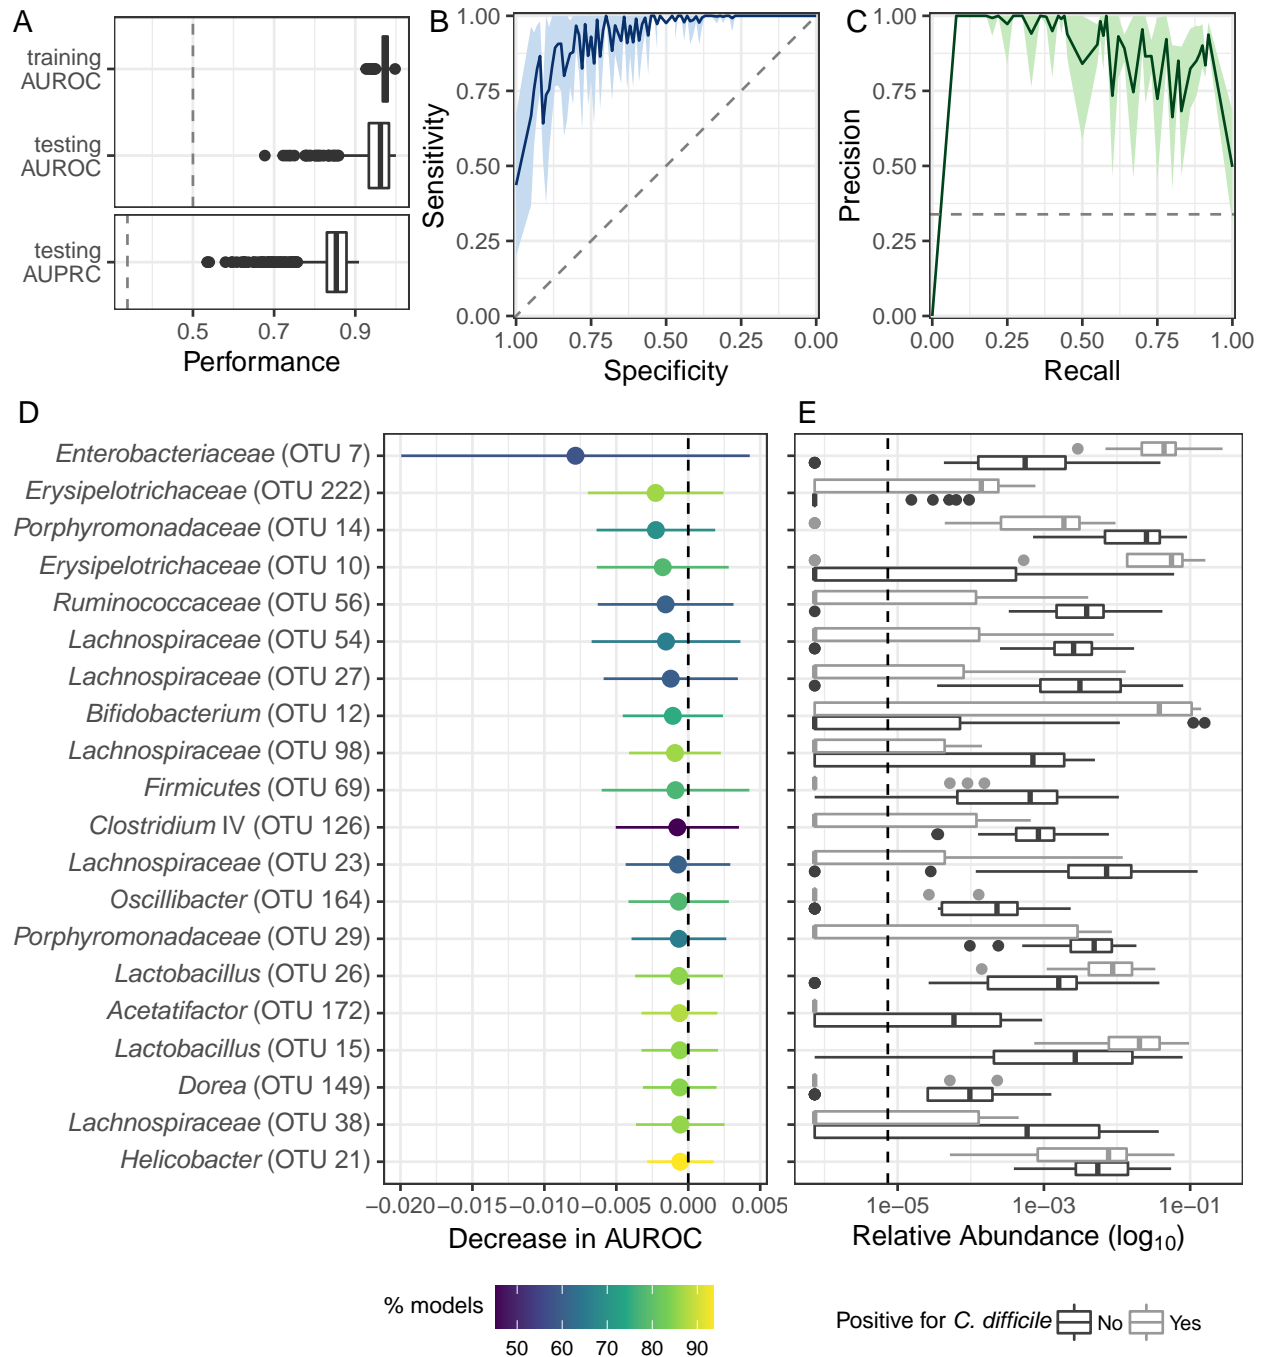 A
training
AUROC
testing
AUROC
testing
AUPRC
0.5 0.7 0.9
Performance
B
Sensitivity
1.00
0.75
0.50
0.25
0.00
1.00 0.75 0.50 0.25 0.00
Specificity
C
Precision
1.00
0.75
0.50
0.25
0.00
0.00 0.25 0.50 0.75 1.00
Recall
D
Enterobacteriaceae (OTU 7)
Erysipelotrichaceae (OTU 222)
Porphyromonadaceae (OTU 14)
Erysipelotrichaceae (OTU 10)
Ruminococcaceae (OTU 56)
Lachnospiraceae (OTU 54)
Lachnospiraceae (OTU 27)
Bifidobacterium (OTU 12)
Lachnospiraceae (OTU 98)
Firmicutes (OTU 69)
Clostridium IV (OTU 126)
Lachnospiraceae (OTU 23)
Oscillibacter (OTU 164)
Porphyromonadaceae (OTU 29)
Lactobacillus (OTU 26)
Acetatifactor (OTU 172)
Lactobacillus (OTU 15)
Dorea (OTU 149)
Lachnospiraceae (OTU 38)
Helicobacter (OTU 21)
−0.020 −0.015 −0.010 −0.005 0.000 0.005
Decrease in AUROC
% models
50 60 70 80 90
E
1e−05 1e−03 1e−01
Relative Abundance (log10)
Positive for C. difficile No Yes